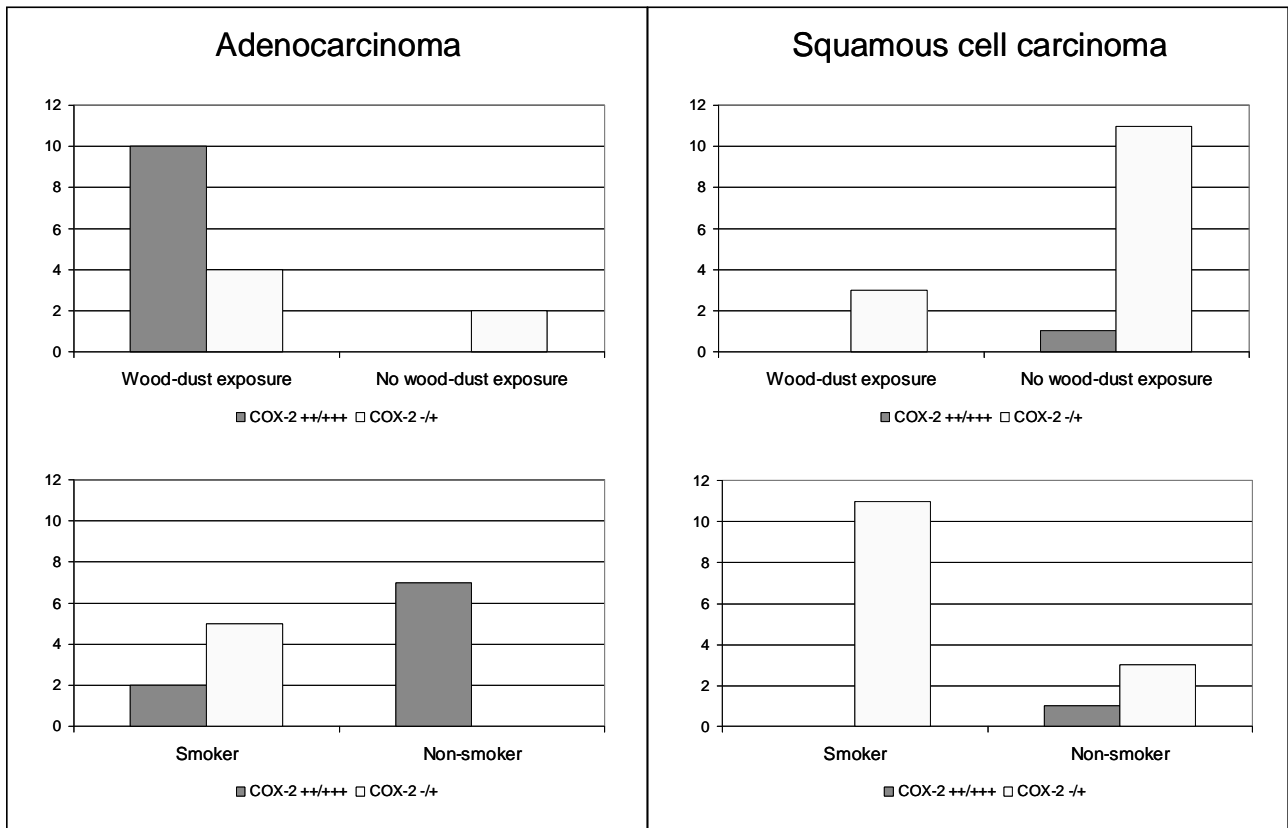 Adenocarcinoma
12
10
8
6
4
2
0
Wood-dust exposure No wood-dust exposure
COX-2 ++/+++ COX-2 -/+
12
10
8
6
4
2
0
Smoker Non-smoker
COX-2 ++/+++ COX-2 -/+
Squamous cell carcinoma
12
10
8
6
4
2
0
Wood-dust exposure No wood-dust exposure
COX-2 ++/+++ COX-2 -/+
12
10
8
6
4
2
0
Smoker Non-smoker
COX-2 ++/+++ COX-2 -/+